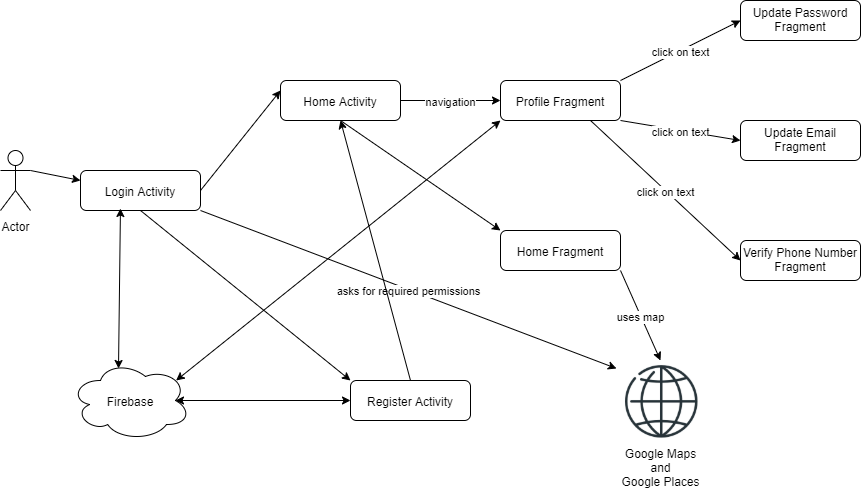 Update Password
Fragment
click on text
Home Activity
navigation
Profile Fragment
click on text
Update Email
Fragment
Login Activity
click on text
Actor
Home Fragment
Verify Phone Number
Fragment
asks for required permissions
uses map
Firebase
Register Activity
Google Maps
and
Google Places